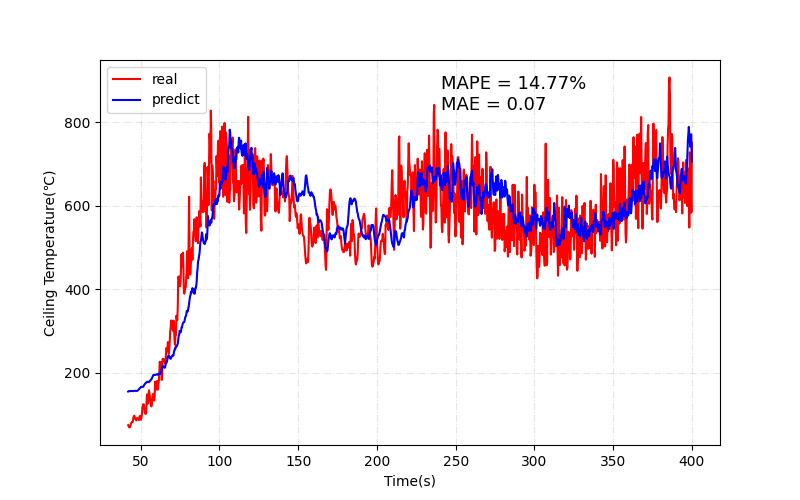 real
predict
MAPE = 14.77%
MAE = 0.07
800
600
400
200
Ceiling Temperature(℃)
50 100 150 200 250 300 350 400
Time(s)